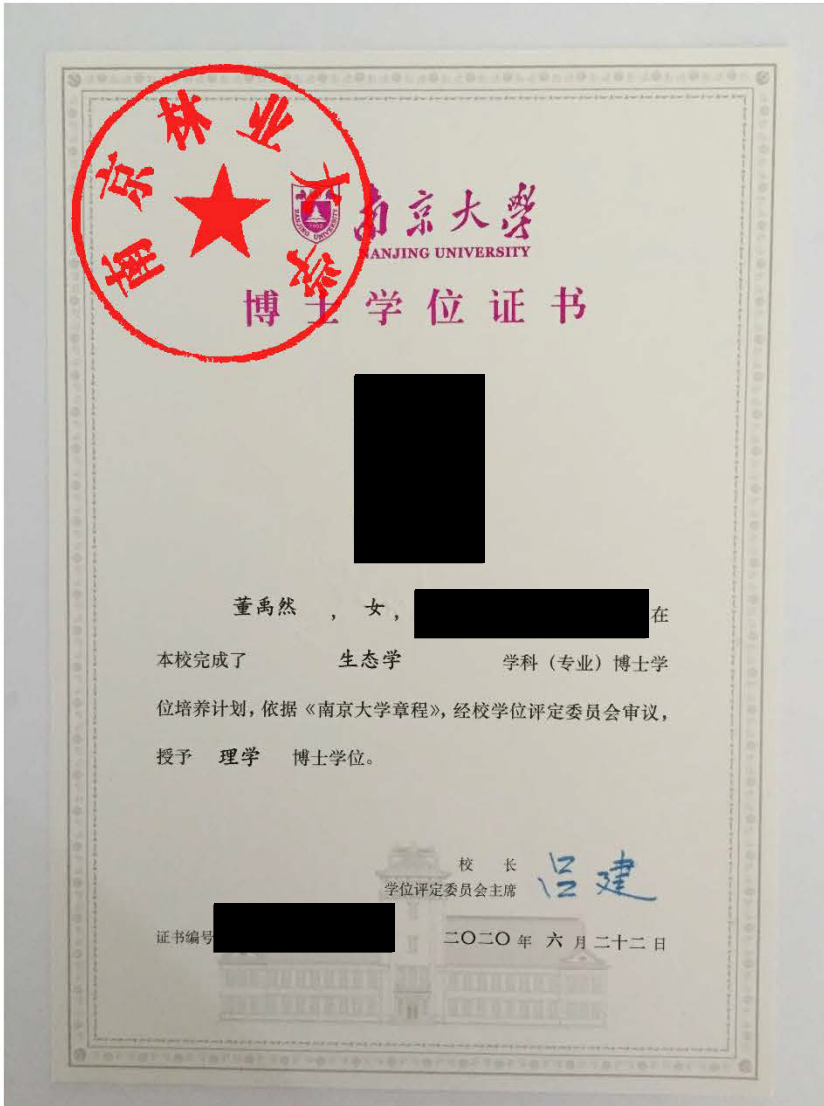 南京林业大学
南京大學
NANJING UNIVERSITY
博士学位证书
董禹然 ， 女， 在
本校完成了 生态学 学科（专业）博士学
位培养计划，依据《南京大学章程》，经校学位评定委员会审议，
授予 理学 博士学位。
校 长
学位评定委员会主席 吕建
证书编号
二〇二〇 年 六 月 二十二 日